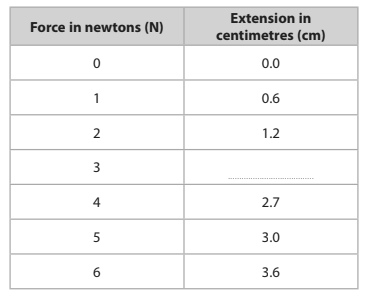 Force in newtons (N)
Extension in
centimetres (cm)
0 0.0
1 0.6
2 1.2
3
4 2.7
5 3.0
6 3.6